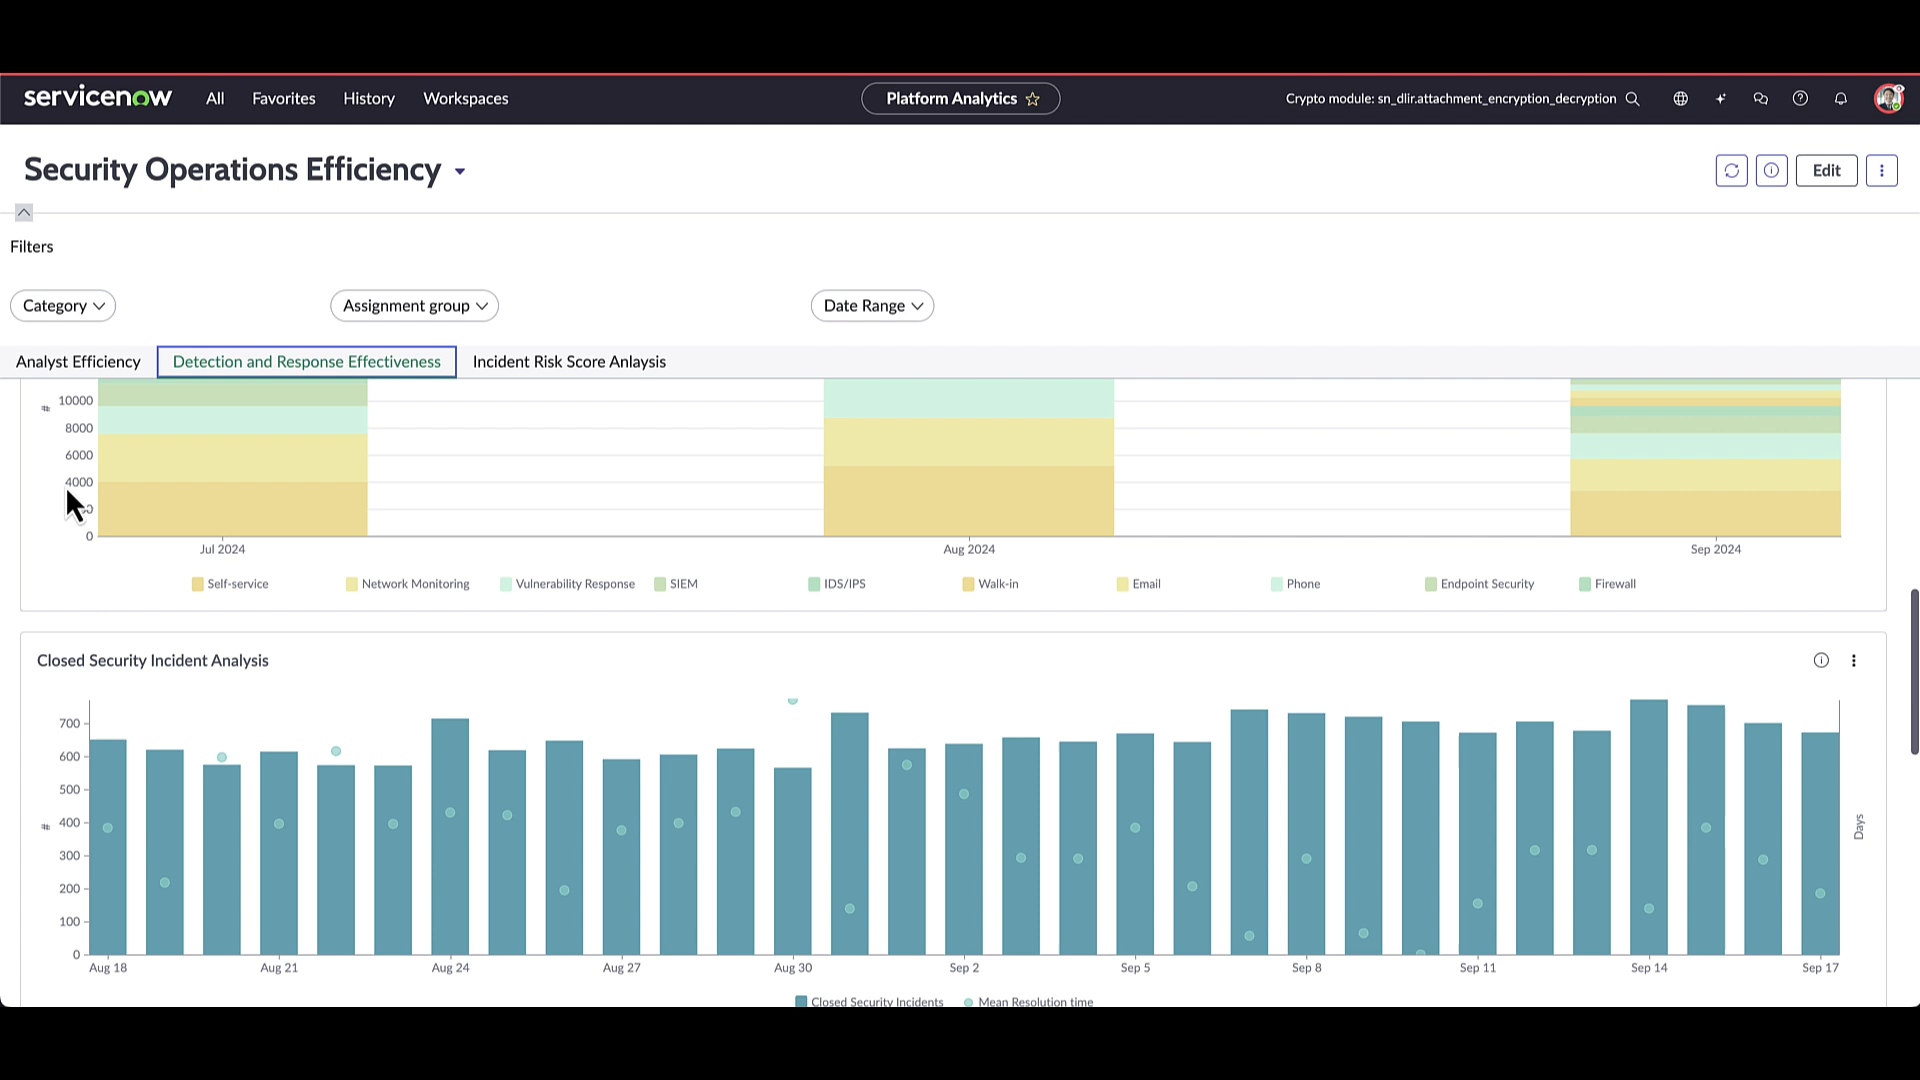 servicenow All Favorites History Workspaces Platform Analytics Crypto module: sn_dlir.attachment_encryption_decryption
Security Operations Efficiency Edit
Filters
Category Assignment group Date Range
Analyst Efficiency Detection and Response Effectiveness Incident Risk Score Anlaysis
#
10000
8000
6000
4000
0
Jul 2024 Aug 2024 Sep 2024
Self-service Network Monitoring Vulnerability Response SIEM IDS/IPS Walk-in Email Phone Endpoint Security Firewall
Closed Security Incident Analysis
#
700
600
500
400
300
200
100
0
Days
Aug 18 Aug 21 Aug 24 Aug 27 Aug 30 Sep 2 Sep 5 Sep 8 Sep 11 Sep 14 Sep 17
Closed Security Incidents Mean Resolution time